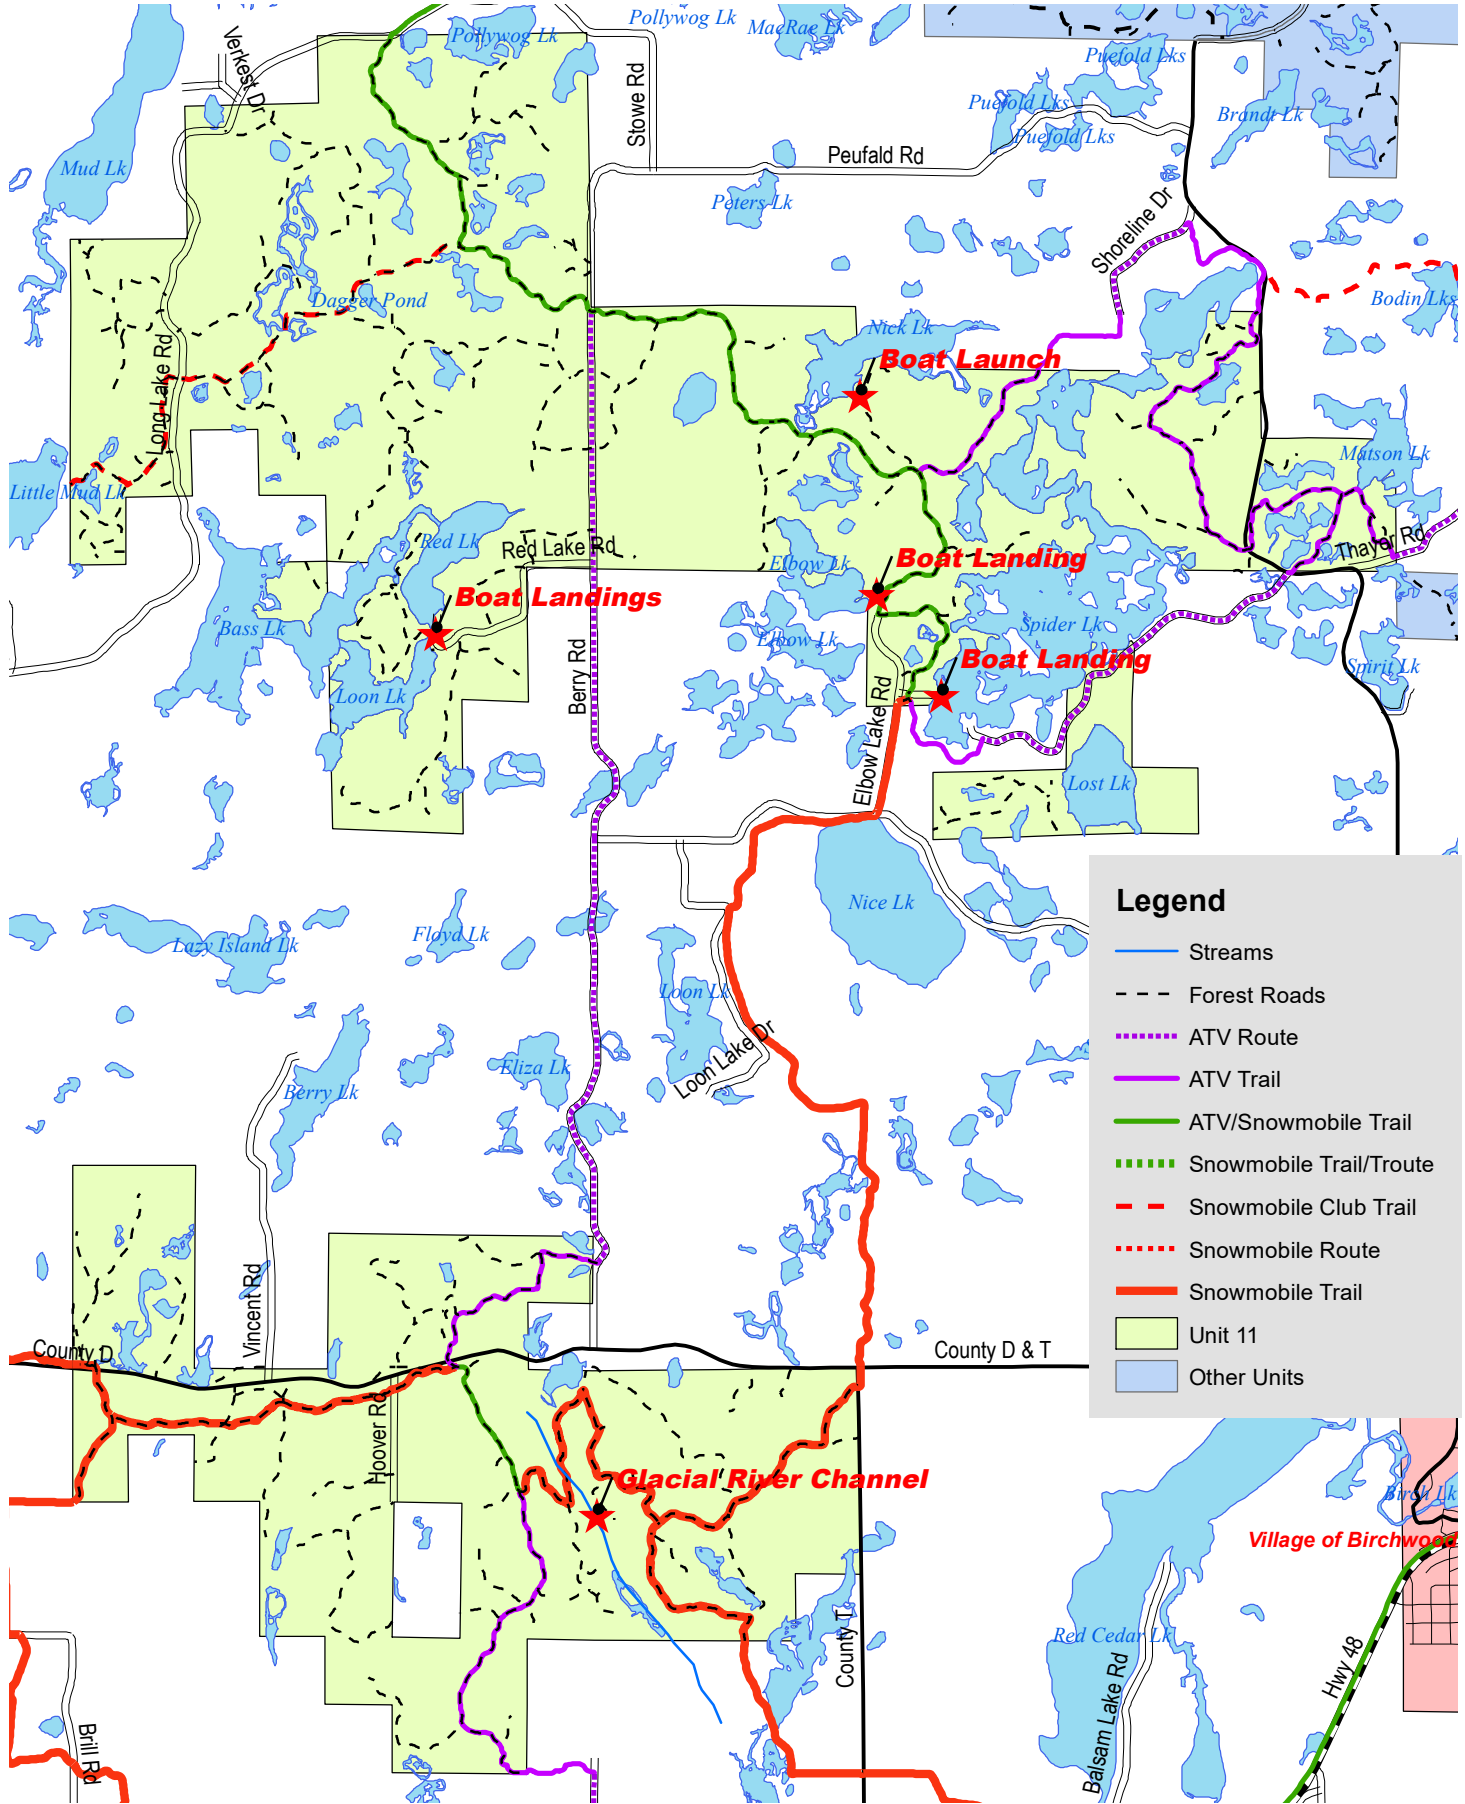 Pollywog Lk
Pollywog Lk
MacRae Lk
Puefold Lks
Verkest Dr
Stowe Rd
Puefold Lks
Brandt Lk
Puefold Lks
Peufald Rd
Mud Lk
Peters Lk
Shoreline Dr
Dagger Pond
Bodin Lks
Nick Lk
Boat Launch
Long Lake Rd
Matson Lk
Little Mud Lk
Red Lk
Red Lake Rd
Thayer Rd
Elbow Lk
Boat Landing
Boat Landings
Bass Lk
Elbow Lk
Spider Lk
Boat Landing
Spirit Lk
Loon Lk
Berry Rd
Elbow Lake Rd
Lost Lk
Nice Lk
Lazy Island Lk
Floyd Lk
Loon Lk
Loon Lake Dr
Eliza Lk
Berry Lk
Legend
Streams
Forest Roads
ATV Route
ATV Trail
ATV/Snowmobile Trail
Snowmobile Trail/Troute
Snowmobile Club Trail
Snowmobile Route
Snowmobile Trail
Unit 11
Other Units
Vincent Rd
County D
County D & T
Hoover Rd
Glacial River Channel
Birch Lk
Village of Birchwood
Red Cedar Lk
County T
Hwy 48
Balsam Lake Rd
Brill Rd